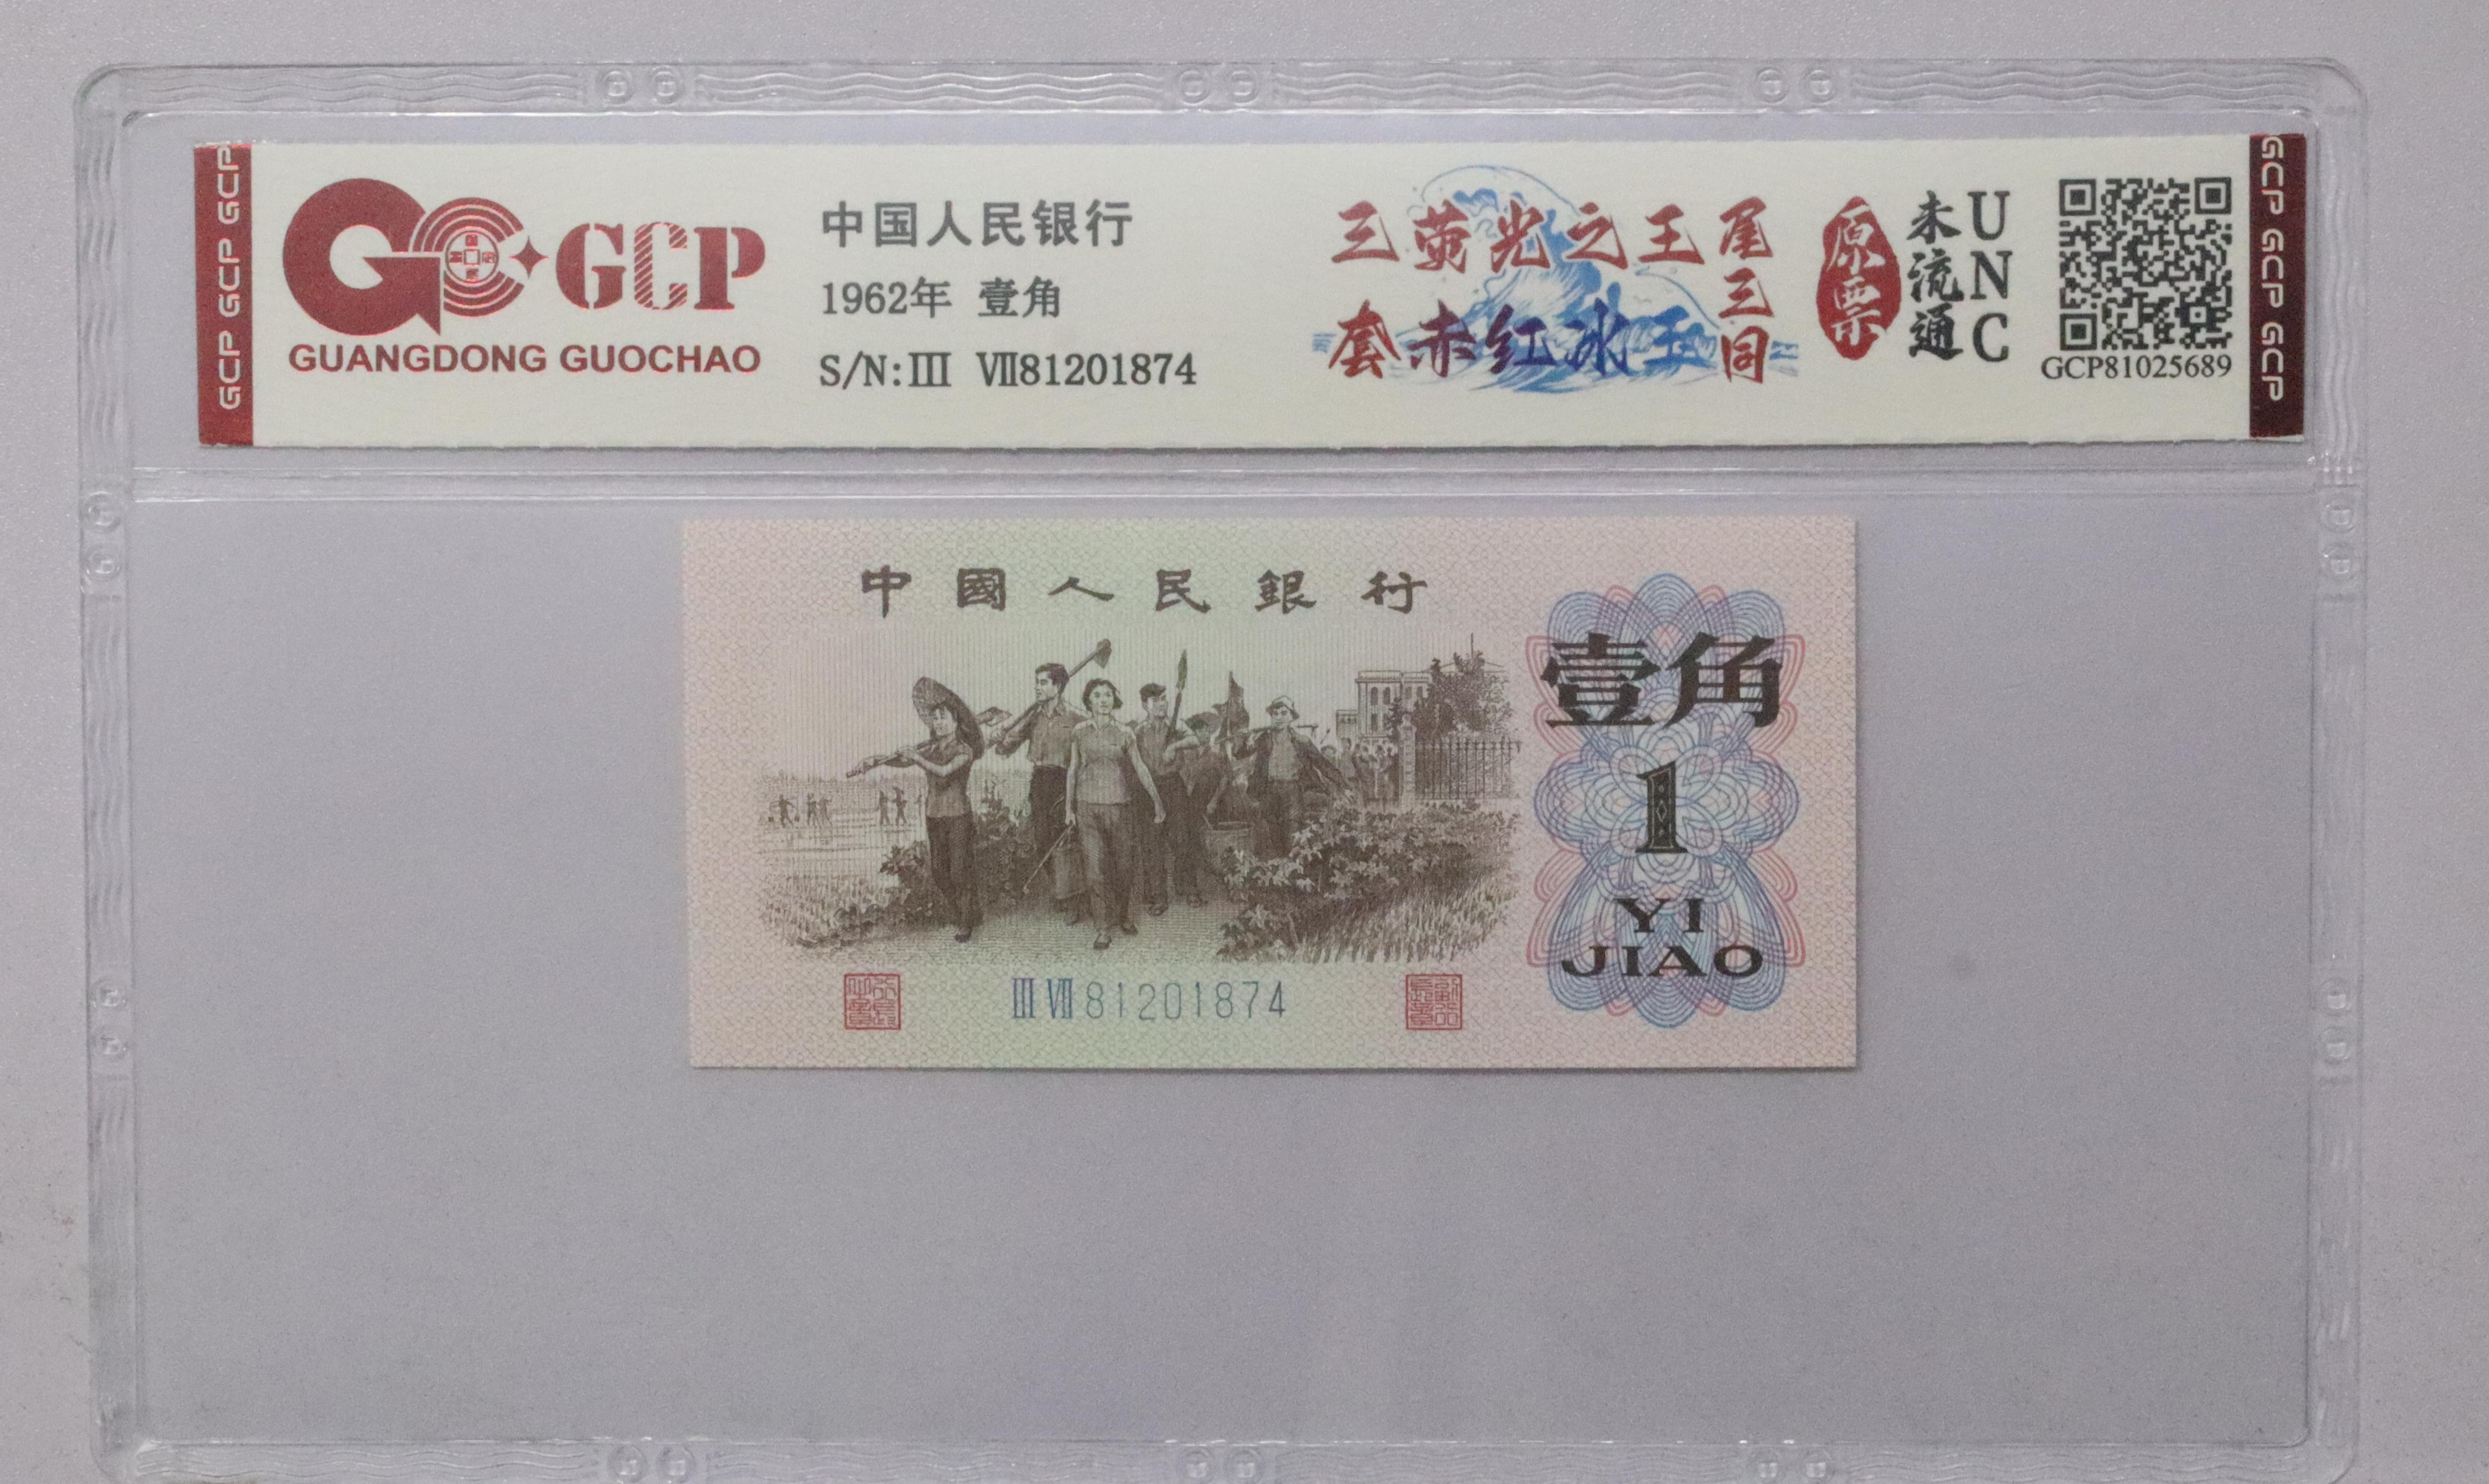 GCP GCP GCP
GCP
GUANGDONG GUOCHAO
中国人民银行
1962年 壹角
S/N:III VII81201874
三萤光之王
套赤红冰玉
尾三同
原票
未流通
UNC
GCP81025689
GCP GCP GCP
中國人民銀行
壹角
1
YI
JIAO
III VII 81201874